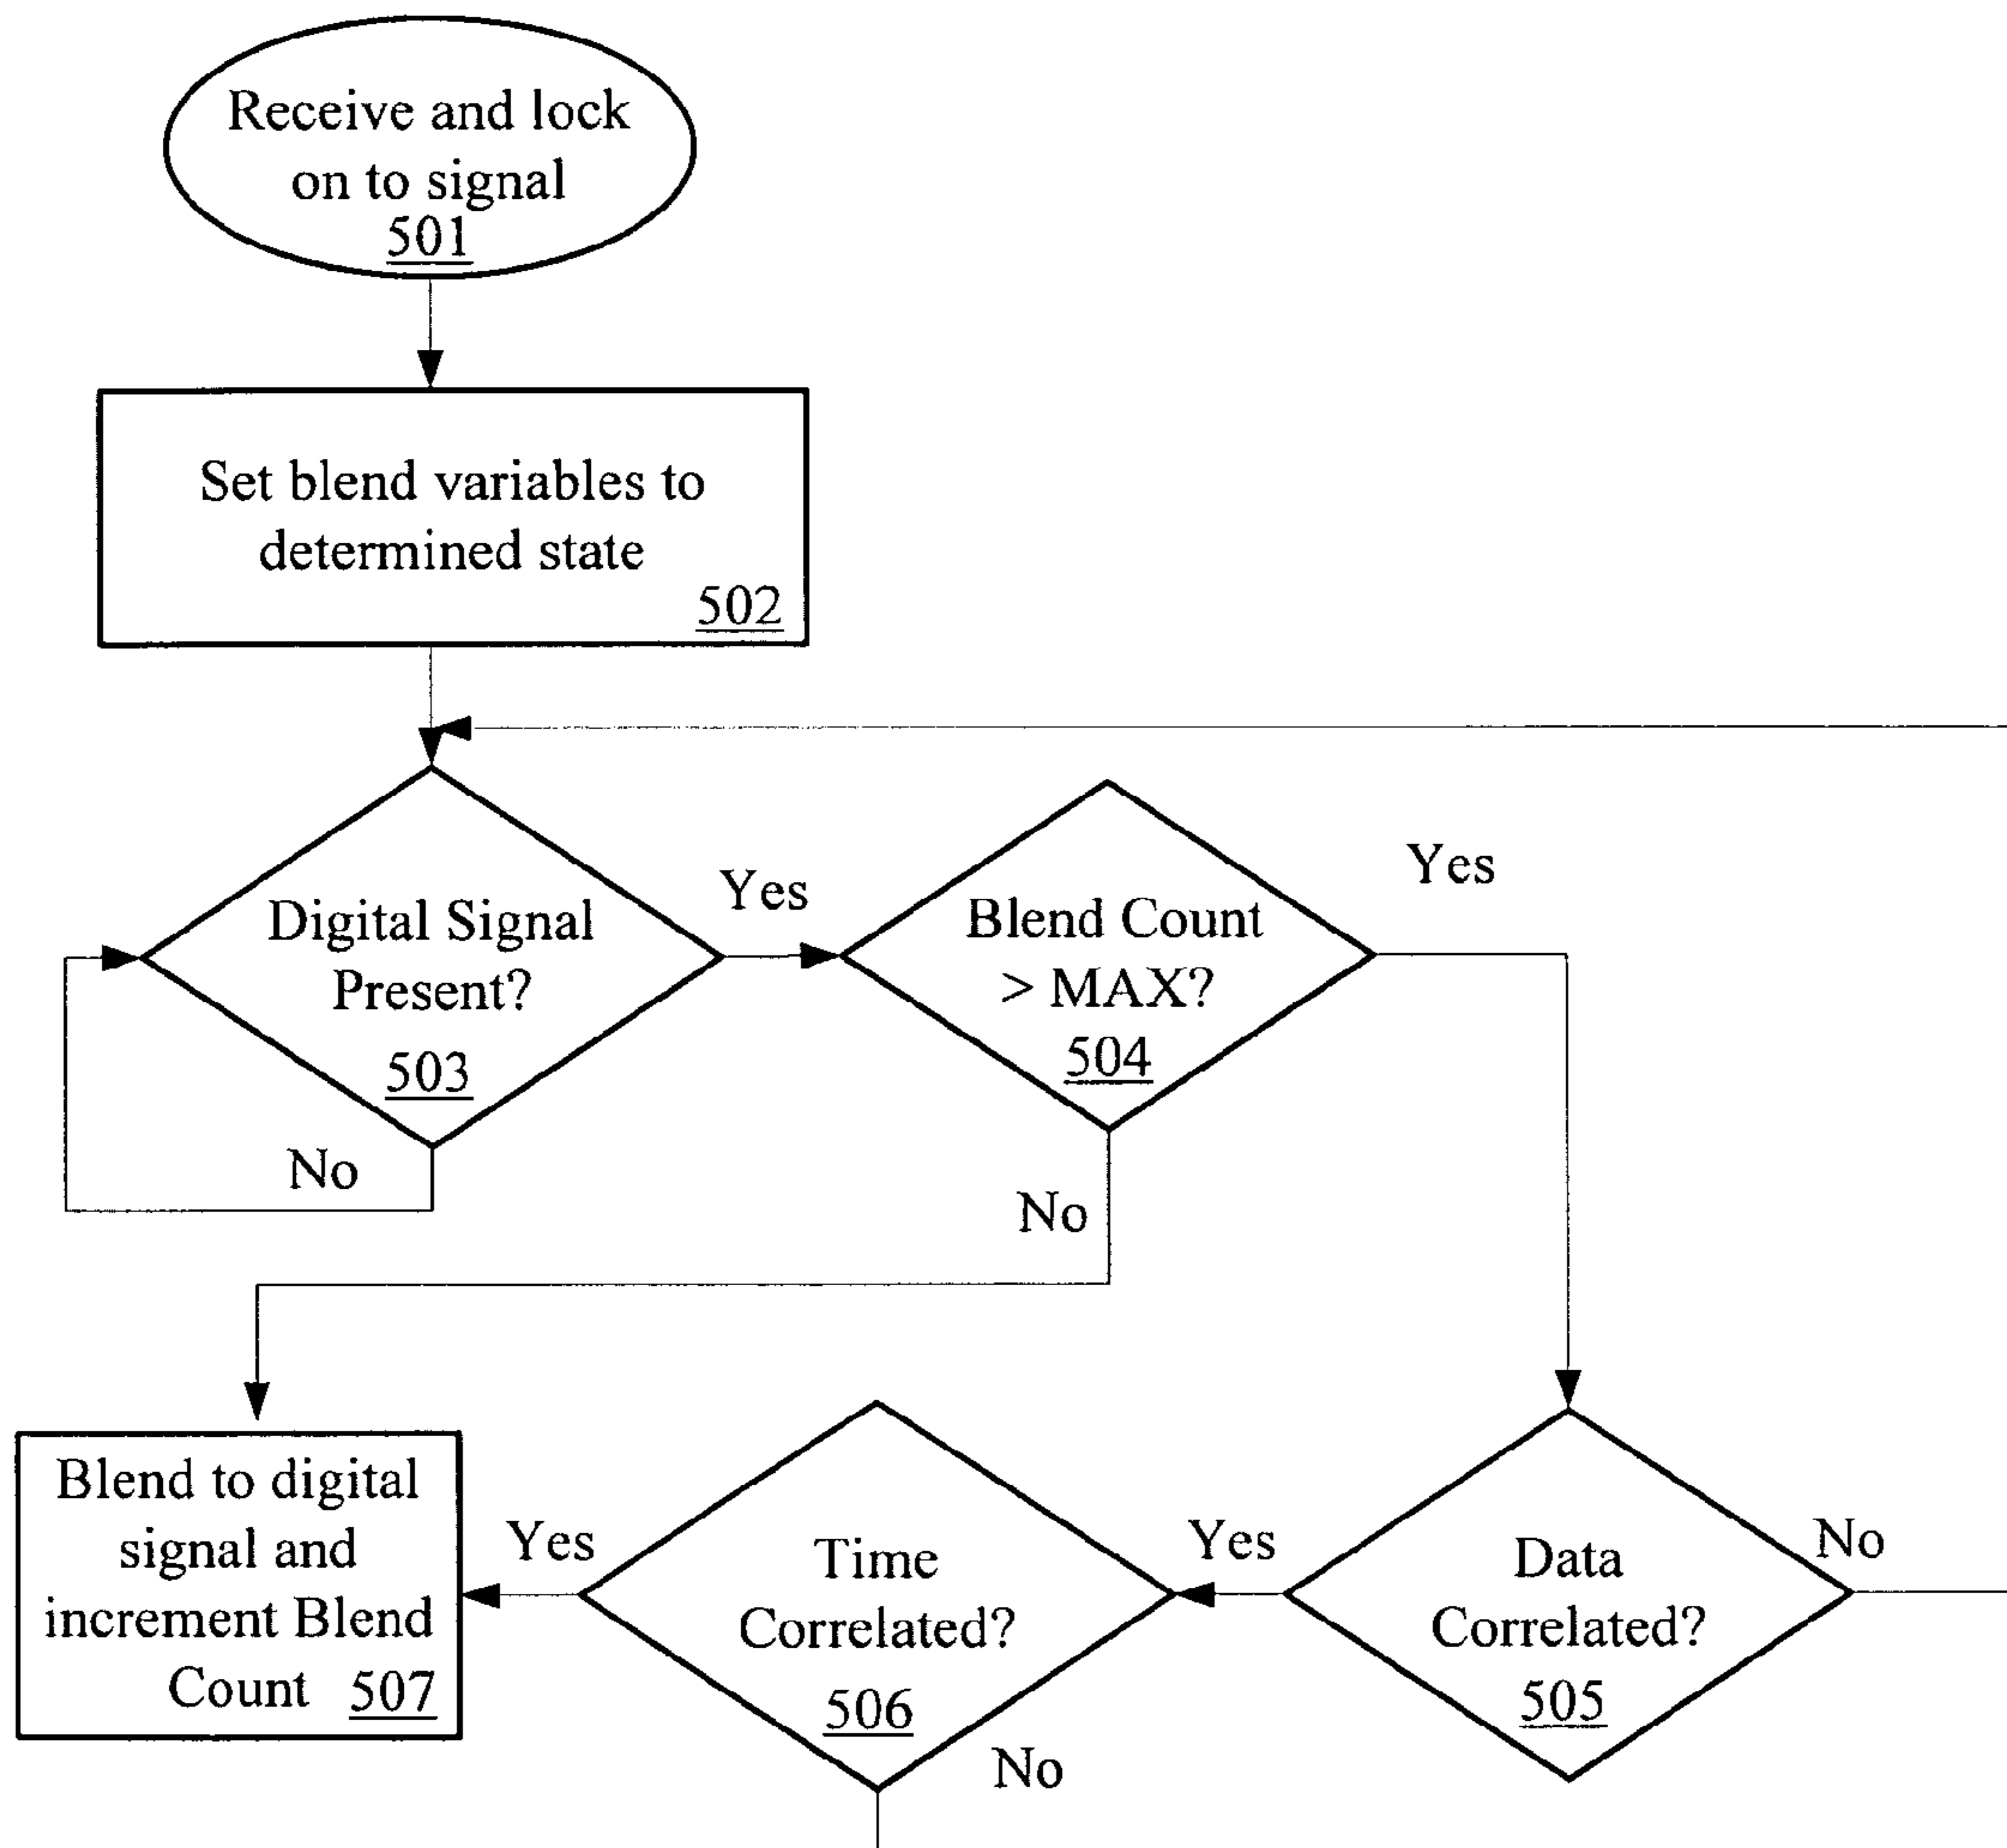 Receive and lock
on to signal
501
Set blend variables to
determined state
502
Digital Signal
Present?
503
Yes
No
Blend Count
> MAX?
504
Yes
No
Data
Correlated?
505
No
Yes
Time
Correlated?
506
No
Yes
Blend to digital
signal and
increment Blend
Count 507